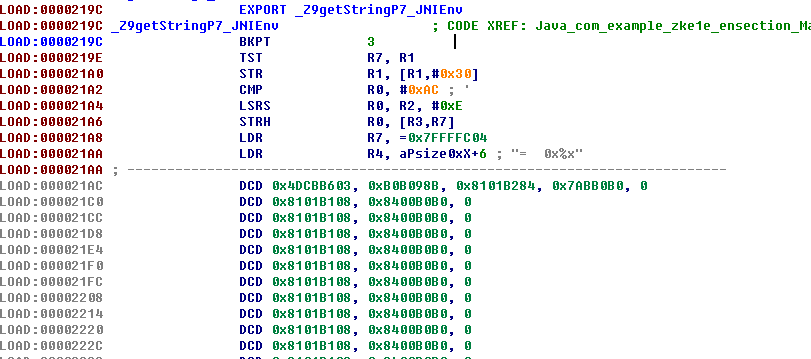 LOAD:0000219C EXPORT _Z9getStringP7_JNIEnv
LOAD:0000219C _Z9getStringP7_JNIEnv ; CODE XREF: Java_com_example_zke1e_ensection_Ma
LOAD:0000219C BKPT 3
LOAD:0000219E TST R7, R1
LOAD:000021A0 STR R1, [R1,#0x30]
LOAD:000021A2 CMP R0, #0xAC ; '
LOAD:000021A4 LSRS R0, R2, #0xE
LOAD:000021A6 STRH R0, [R3,R7]
LOAD:000021A8 LDR R7, =0x7FFFFC04
LOAD:000021AA LDR R4, aPsize0xX+6 ; "=  0x%x"
LOAD:000021AA ; ---------------------------------------------------------------------------
LOAD:000021AC DCD 0x4DCBB603, 0xB0B098B, 0x8101B284, 0x7ABB0B0, 0
LOAD:000021C0 DCD 0x8101B108, 0x8400B0B0, 0
LOAD:000021CC DCD 0x8101B108, 0x8400B0B0, 0
LOAD:000021D8 DCD 0x8101B108, 0x8400B0B0, 0
LOAD:000021E4 DCD 0x8101B108, 0x8400B0B0, 0
LOAD:000021F0 DCD 0x8101B108, 0x8400B0B0, 0
LOAD:000021FC DCD 0x8101B108, 0x8400B0B0, 0
LOAD:00002208 DCD 0x8101B108, 0x8400B0B0, 0
LOAD:00002214 DCD 0x8101B108, 0x8400B0B0, 0
LOAD:00002220 DCD 0x8101B108, 0x8400B0B0, 0
LOAD:0000222C DCD 0x8101B108, 0x8400B0B0, 0